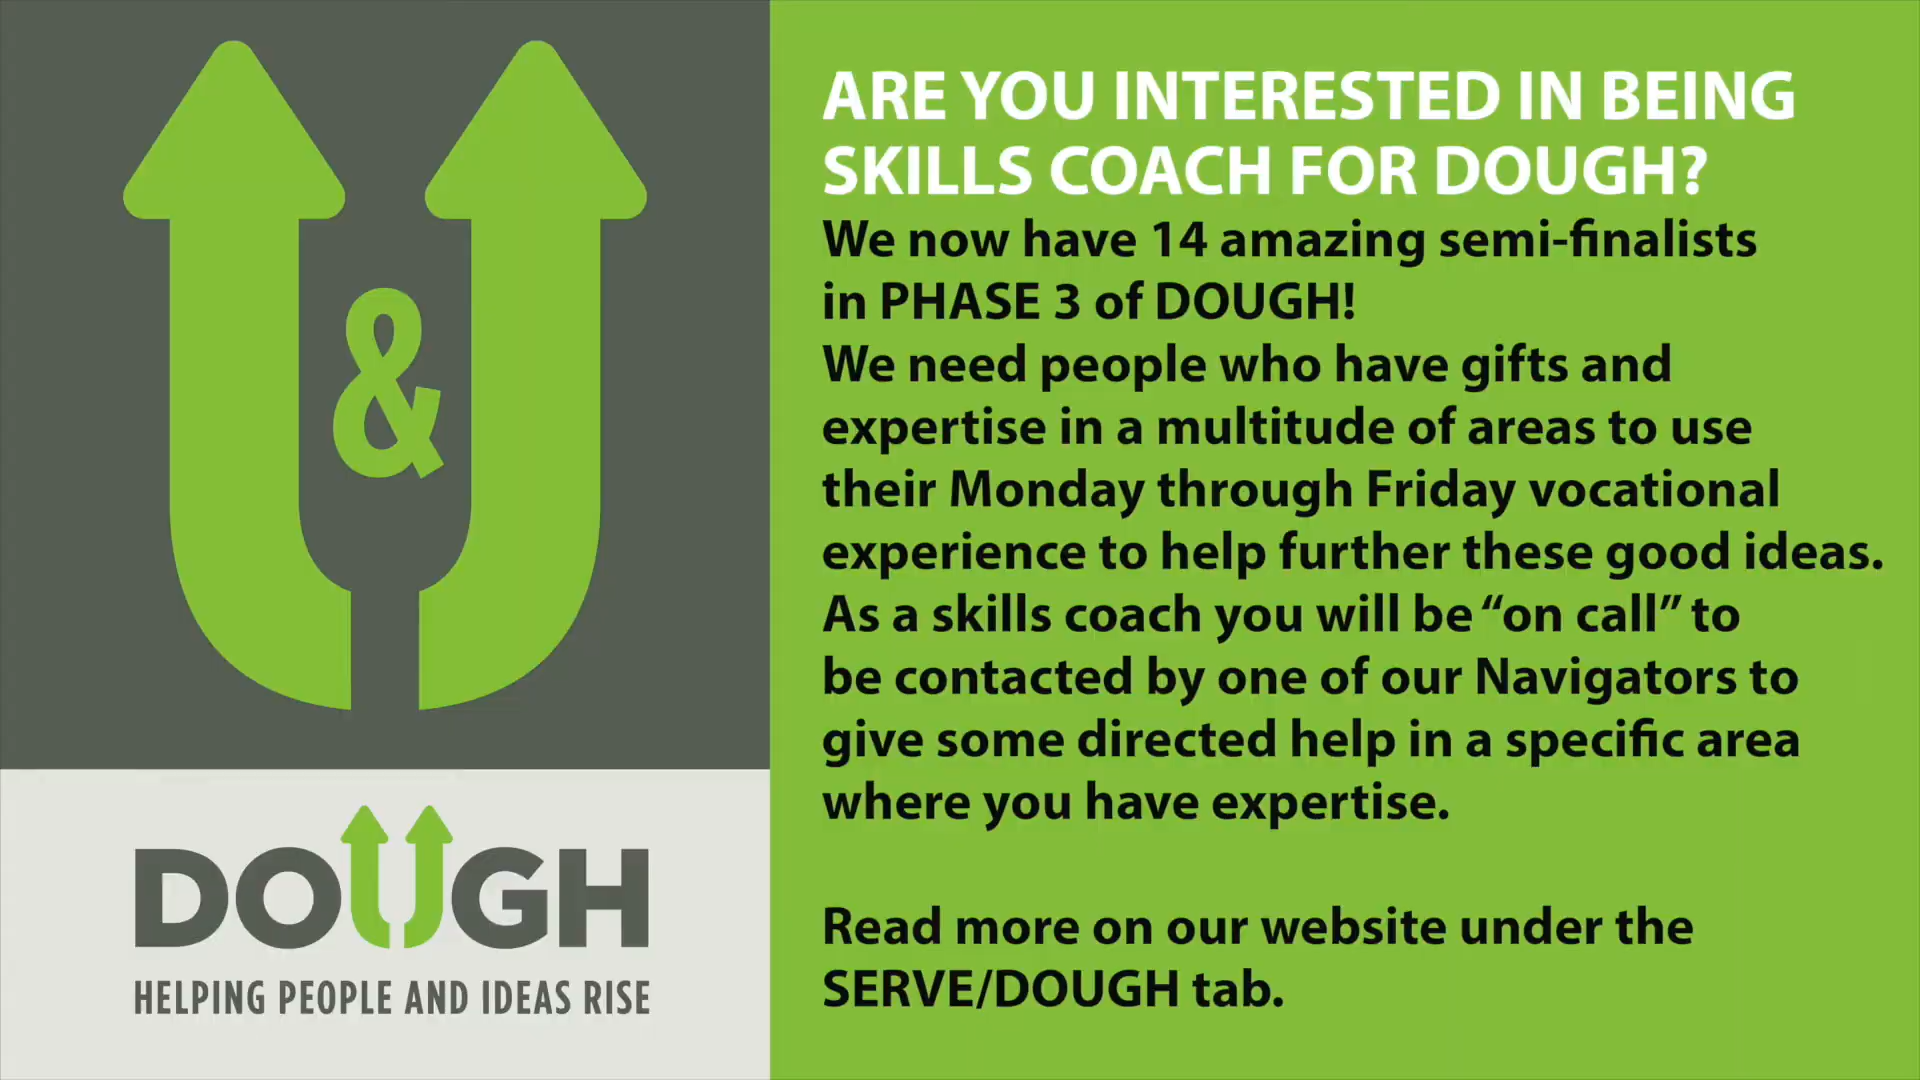 &
DOUGH
HELPING PEOPLE AND IDEAS RISE
ARE YOU INTERESTED IN BEING
SKILLS COACH FOR DOUGH?
We now have 14 amazing semi-finalists
in PHASE 3 of DOUGH!
We need people who have gifts and
expertise in a multitude of areas to use
their Monday through Friday vocational
experience to help further these good ideas.
As a skills coach you will be “on call” to
be contacted by one of our Navigators to
give some directed help in a specific area
where you have expertise.
Read more on our website under the
SERVE/DOUGH tab.